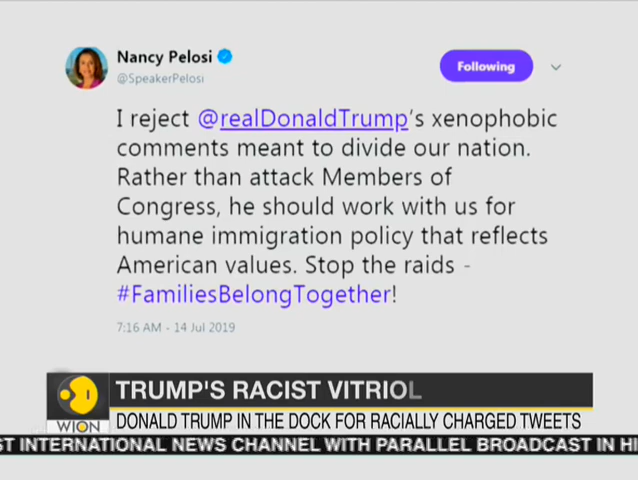 Nancy Pelosi
@SpeakerPelosi
Following
I reject @realDonaldTrump's xenophobic
comments meant to divide our nation.
Rather than attack Members of
Congress, he should work with us for
humane immigration policy that reflects
American values. Stop the raids -
#FamiliesBelongTogether!
7:16 AM - 14 Jul 2019
TRUMP'S RACIST VITRIOL
WION
DONALD TRUMP IN THE DOCK FOR RACIALLY CHARGED TWEETS
ST INTERNATIONAL NEWS CHANNEL WITH PARALLEL BROADCAST IN HI